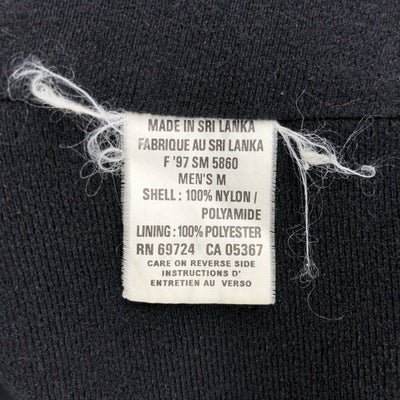 MADE IN SRI LANKA
FABRIQUE AU SRI LANKA
F '97 SM 5860
MEN'S M
SHELL : 100% NYLON /
POLYAMIDE
LINING : 100% POLYESTER
RN 69724 CA 05367
CARE ON REVERSE SIDE
INSTRUCTIONS D'
ENTRETIEN AU VERSO